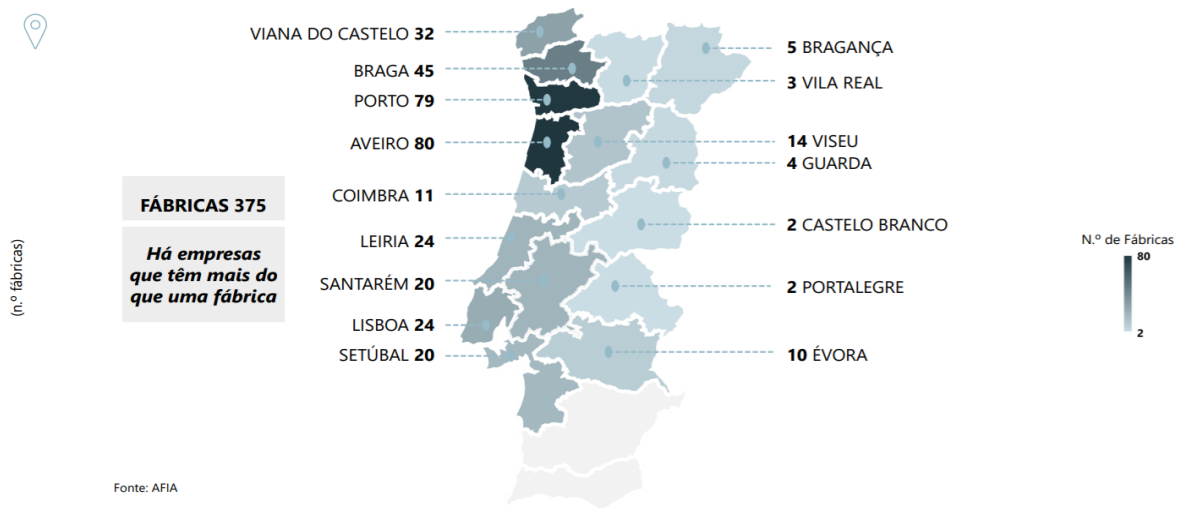 VIANA DO CASTELO 32
BRAGA 45
PORTO 79
AVEIRO 80
COIMBRA 11
LEIRIA 24
SANTARÉM 20
LISBOA 24
SETÚBAL 20
5 BRAGANÇA
3 VILA REAL
14 VISEU
4 GUARDA
2 CASTELO BRANCO
2 PORTALEGRE
10 ÉVORA
FÁBRICAS 375
Há empresas
que têm mais do
que uma fábrica
(n.º fábricas)
N.º de Fábricas
80
2
Fonte: AFIA